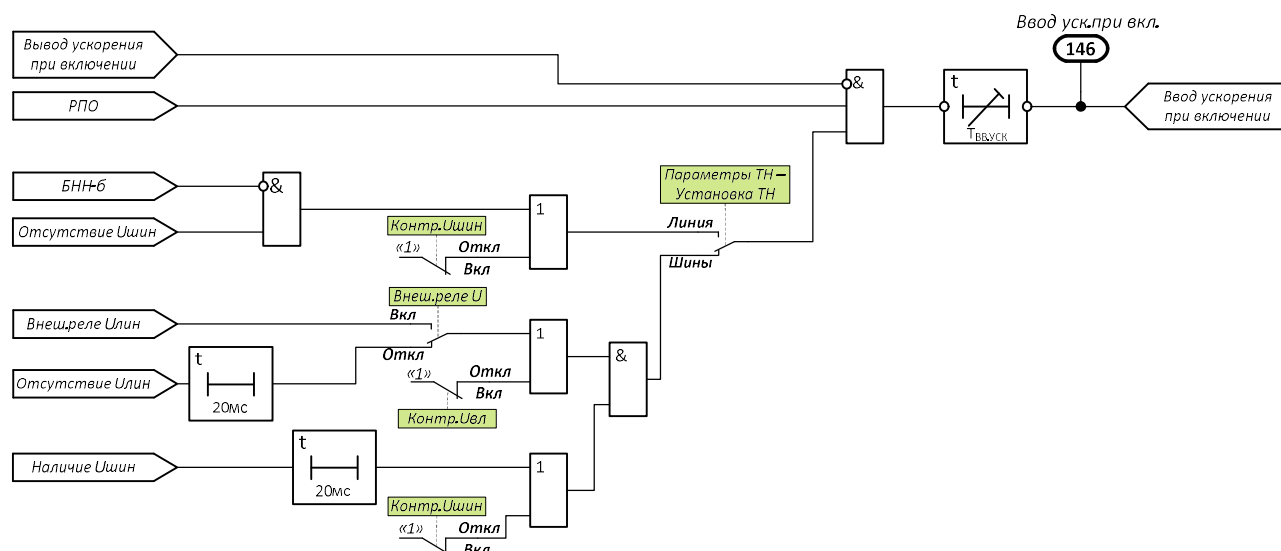 Ввод уск.при вкл.
146
Вывод ускорения
при включении
&
t
Ввод ускорения
при включении
РПО
Tвв.уск
Параметры ТН –
Установка ТН
БНН-б
&
Отсутствие Uшин
Контр.Uшин
«1»
Откл
Вкл
1
Линия
Шины
Внеш.реле U
Внеш.реле Uлин
Вкл
Откл
1
&
Отсутствие Uлин
t
20мс
«1»
Откл
Вкл
Контр.Uвл
Наличие Uшин
t
20мс
1
Контр.Uшин
«1»
Откл
Вкл